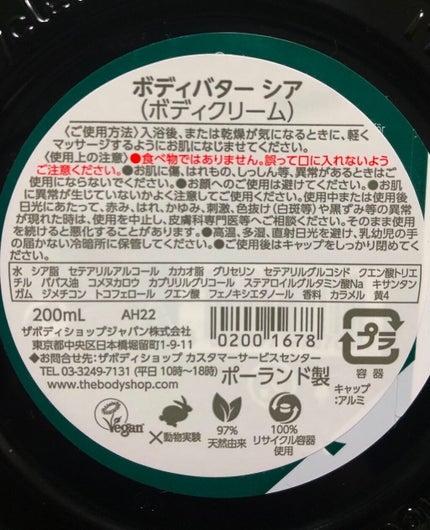 ボディバター シア
(ボディクリーム)
〈ご使用方法〉入浴後、または乾燥が気になるときに、軽く
マッサージするようにお肌になじませてください。
〈使用上の注意〉●食べ物ではありません。誤って口に入れないよう
ご注意ください。●お肌に傷、はれもの、しっしん等、異常があるときはご
使用にならないでください。●お顔へのご使用は避けてください。●お肌
に異常が生じていないかよく注意してご使用ください。使用中または使用後
日光にあたって、赤み、はれ、かゆみ、刺激、色抜け(白斑等)や黒ずみ等の異常
が現れた時は、使用を中止し、皮膚科専門医等へご相談ください。そのまま使用
を続けると悪化することがあります。●高温、多湿、直射日光を避け、乳幼児の手
の届かない冷暗所に保管してください。●ご使用後はキャップをしっかり閉めてく
ださい。
水 シア脂 セテアリルアルコール カカオ脂 グリセリン セテアリルグルコシド クエン酸トリエ
チル ババス油 コメヌカロウ カプリリルグリコール ステアロイルグルタミン酸Na キサンタン
ガム ジメチコン トコフェロール クエン酸 フェノキシエタノール 香料 カラメル 黄4
200mL AH22
ザボディショップジャパン株式会社
東京都中央区日本橋堀留町1-9-11
◆お問合せ先:ザボディショップ カスタマーサービスセンター
Tel. 03-3249-7131 (平日 10時〜18時)
www.thebodyshop.com
0200 1678
ポーランド製
プラ
容器
キャップ
:アルミ
Vegan
×動物実験
97%
天然由来
100%
リサイクル容器
使用